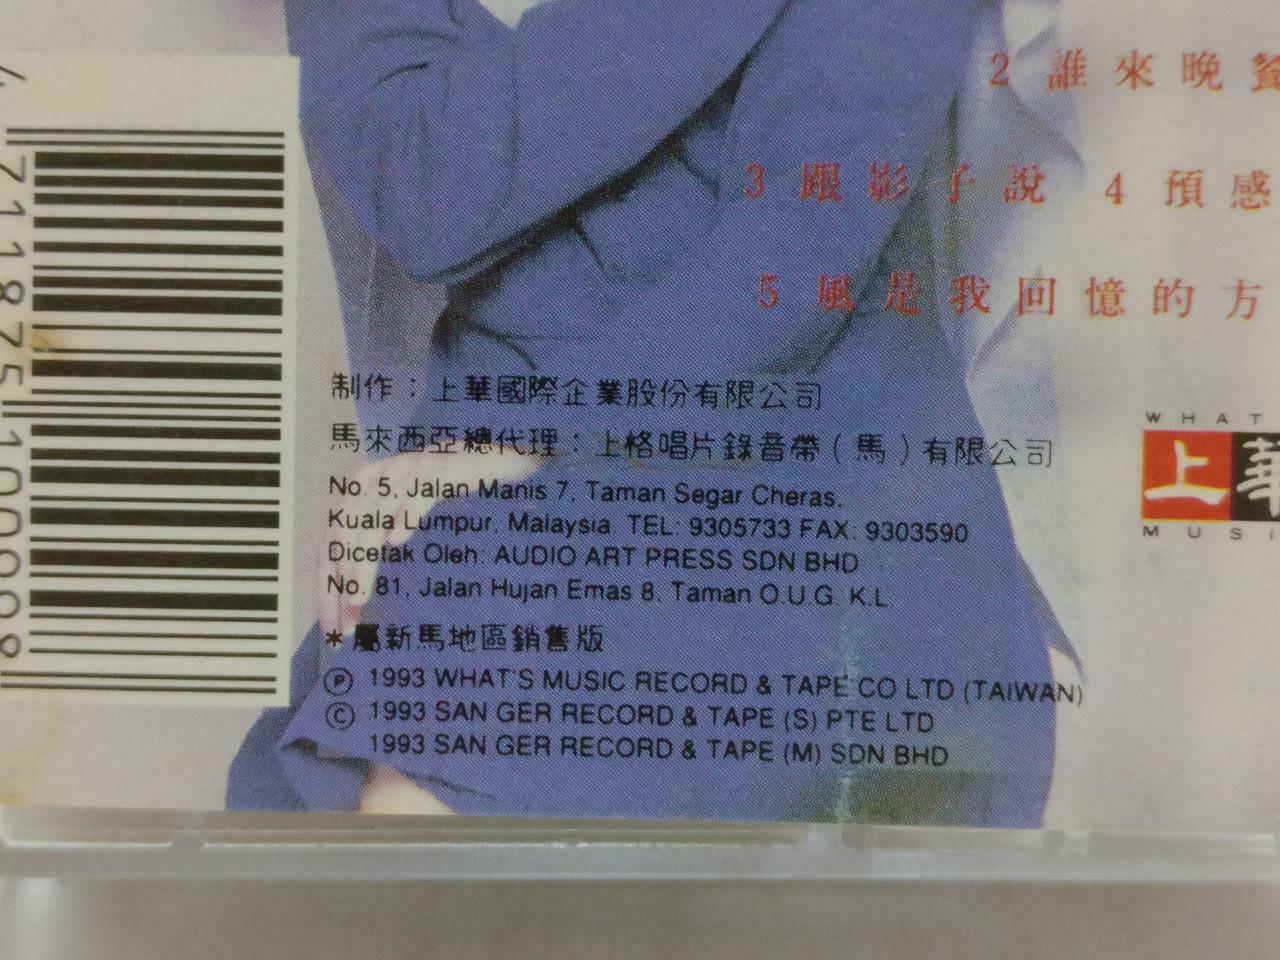 2 誰來晚餐
3 跟影子說 4 預感
5 風是我回憶的方
制作：上華國際企業股份有限公司
馬來西亞總代理：上格唱片錄音帶（馬）有限公司
No. 5, Jalan Manis 7, Taman Segar Cheras,
Kuala Lumpur, Malaysia. TEL: 9305733 FAX: 9303590
Dicetak Oleh: AUDIO ART PRESS SDN BHD
No. 81, Jalan Hujan Emas 8, Taman O.U.G. K.L.
*屬新馬地區銷售版
Ⓟ 1993 WHAT'S MUSIC RECORD & TAPE CO LTD (TAIWAN)
© 1993 SAN GER RECORD & TAPE (S) PTE LTD
1993 SAN GER RECORD & TAPE (M) SDN BHD
WHAT
上華
MUSI
4711875100998